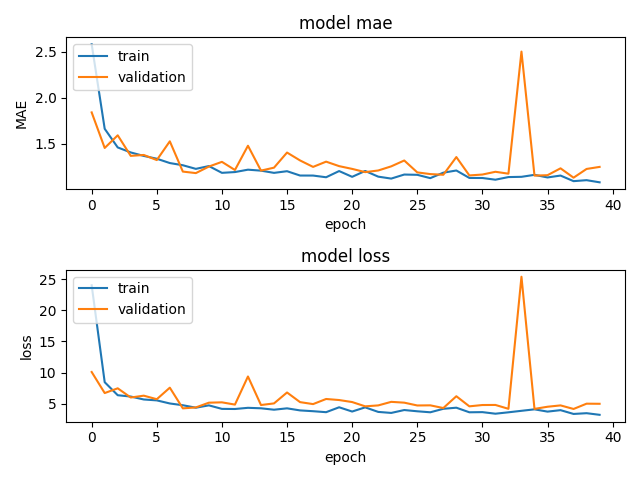 model mae
train
validation
MAE
2.5
2.0
1.5
0 5 10 15 20 25 30 35 40
epoch
model loss
train
validation
loss
25
20
15
10
5
0 5 10 15 20 25 30 35 40
epoch